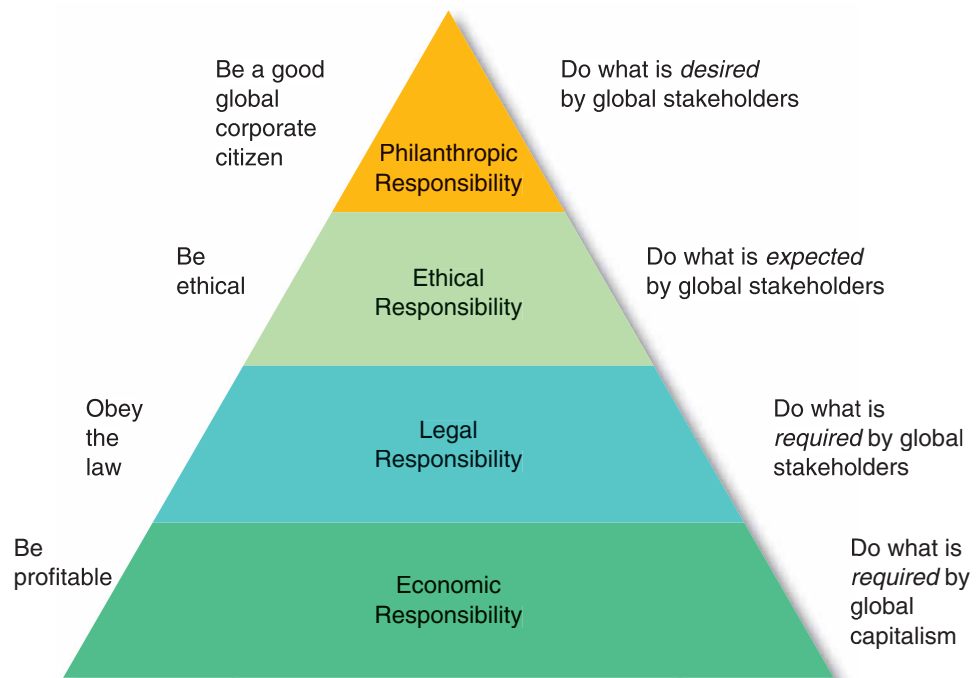 Be a good
global
corporate
citizen
Philanthropic
Responsibility
Do what is desired
by global stakeholders
Be
ethical
Ethical
Responsibility
Do what is expected
by global stakeholders
Obey
the
law
Legal
Responsibility
Do what is
required by global
stakeholders
Be
profitable
Economic
Responsibility
Do what is
required by
global
capitalism